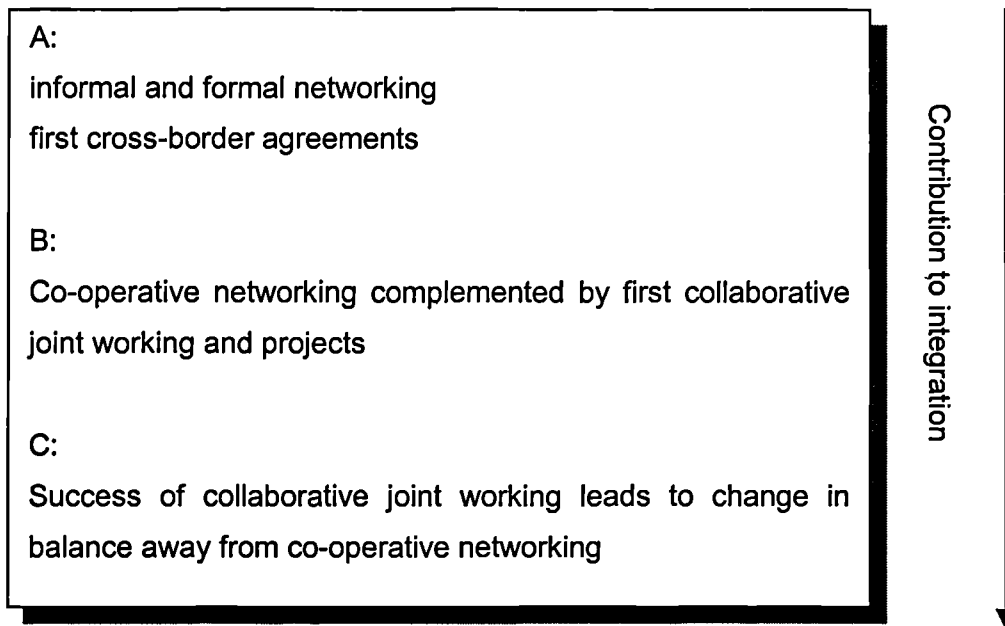 A:
informal and formal networking
first cross-border agreements
B:
Co-operative networking complemented by first collaborative
joint working and projects
C:
Success of collaborative joint working leads to change in
balance away from co-operative networking
Contribution to integration